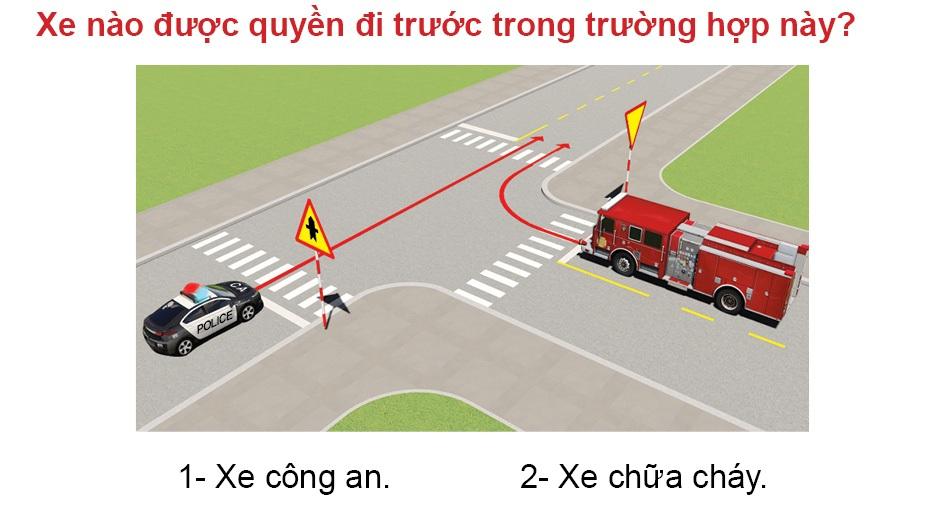 Xe nào được quyền đi trước trong trường hợp này?
CA
POLICE
1- Xe công an.
2- Xe chữa cháy.